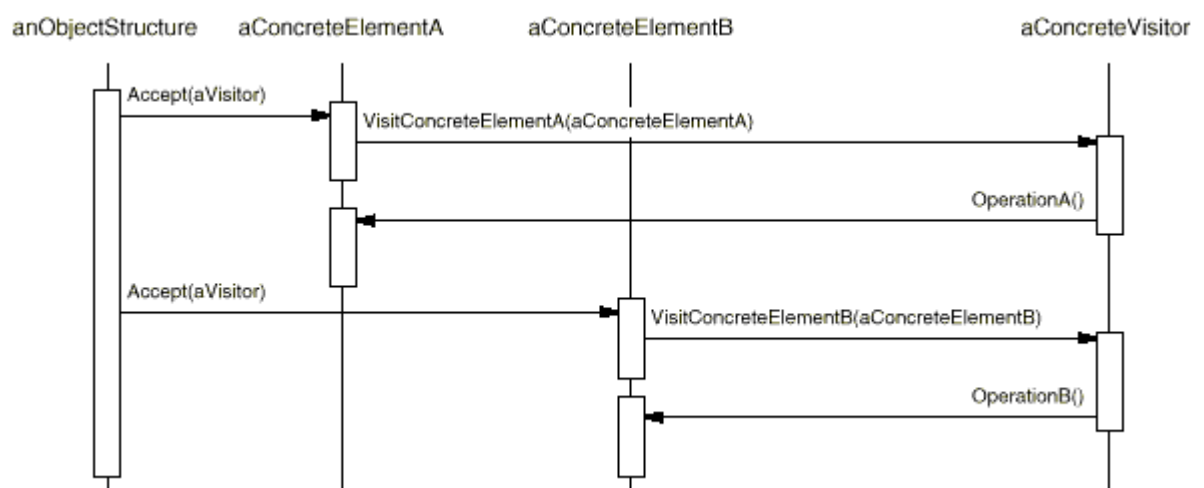 anObjectStructure aConcreteElementA aConcreteElementB aConcreteVisitor
Accept(aVisitor)
VisitConcreteElementA(aConcreteElementA)
OperationA()
Accept(aVisitor)
VisitConcreteElementB(aConcreteElementB)
OperationB()